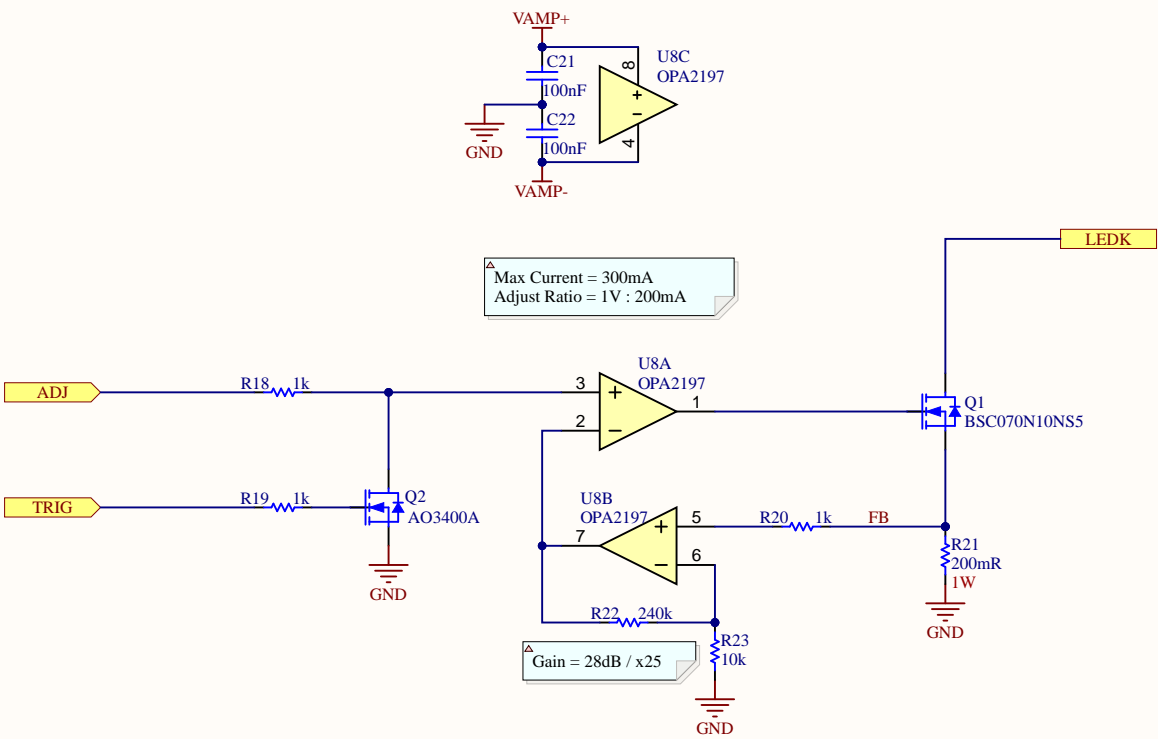 VAMP+
C21
100nF
C22
100nF
GND
VAMP-
8
4
U8C
OPA2197
LEDK
Max Current = 300mA
Adjust Ratio = 1V : 200mA
ADJ
R18 1k
3
2
1
U8A
OPA2197
Q1
BSC070N10NS5
TRIG
R19 1k
Q2
AO3400A
GND
U8B
OPA2197
7
5
6
R20 1k
FB
R21
200mR
1W
GND
R22 240k
R23
10k
Gain = 28dB / x25
GND